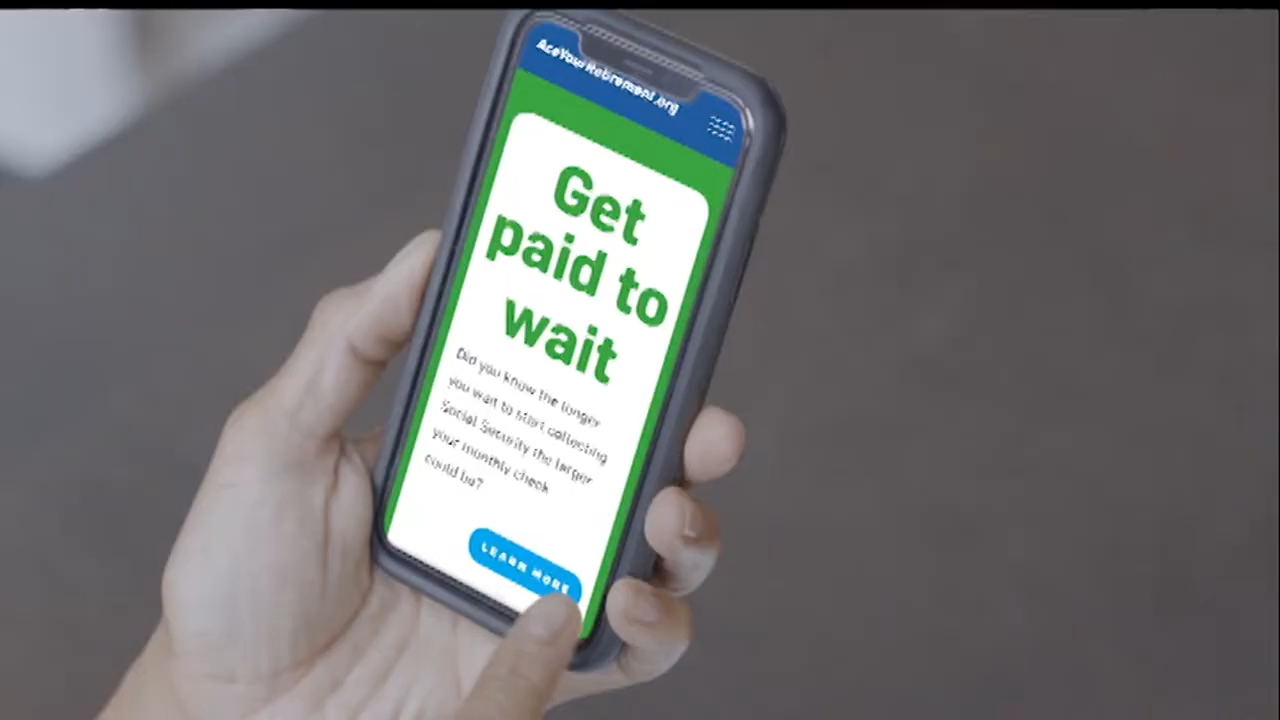 AceYourRetirement.org
Get
paid to
wait
Did you know the longer
you wait to start collecting
Social Security the larger
your monthly check
could be?
LEARN MORE